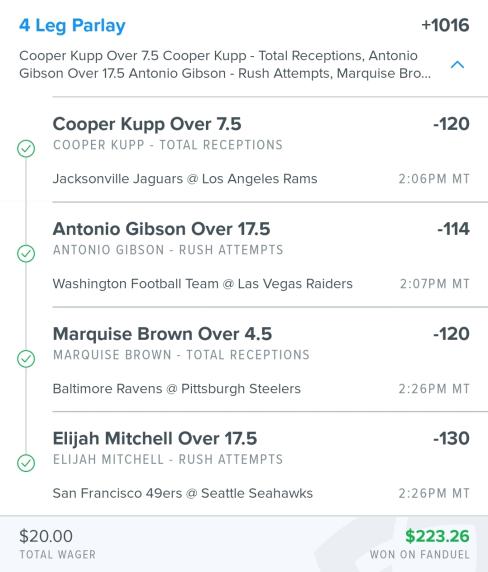 4 Leg Parlay +1016
Cooper Kupp Over 7.5 Cooper Kupp - Total Receptions, Antonio
Gibson Over 17.5 Antonio Gibson - Rush Attempts, Marquise Bro...
Cooper Kupp Over 7.5 -120
COOPER KUPP - TOTAL RECEPTIONS
Jacksonville Jaguars @ Los Angeles Rams 2:06PM MT
Antonio Gibson Over 17.5 -114
ANTONIO GIBSON - RUSH ATTEMPTS
Washington Football Team @ Las Vegas Raiders 2:07PM MT
Marquise Brown Over 4.5 -120
MARQUISE BROWN - TOTAL RECEPTIONS
Baltimore Ravens @ Pittsburgh Steelers 2:26PM MT
Elijah Mitchell Over 17.5 -130
ELIJAH MITCHELL - RUSH ATTEMPTS
San Francisco 49ers @ Seattle Seahawks 2:26PM MT
$20.00 $223.26
TOTAL WAGER WON ON FANDUEL